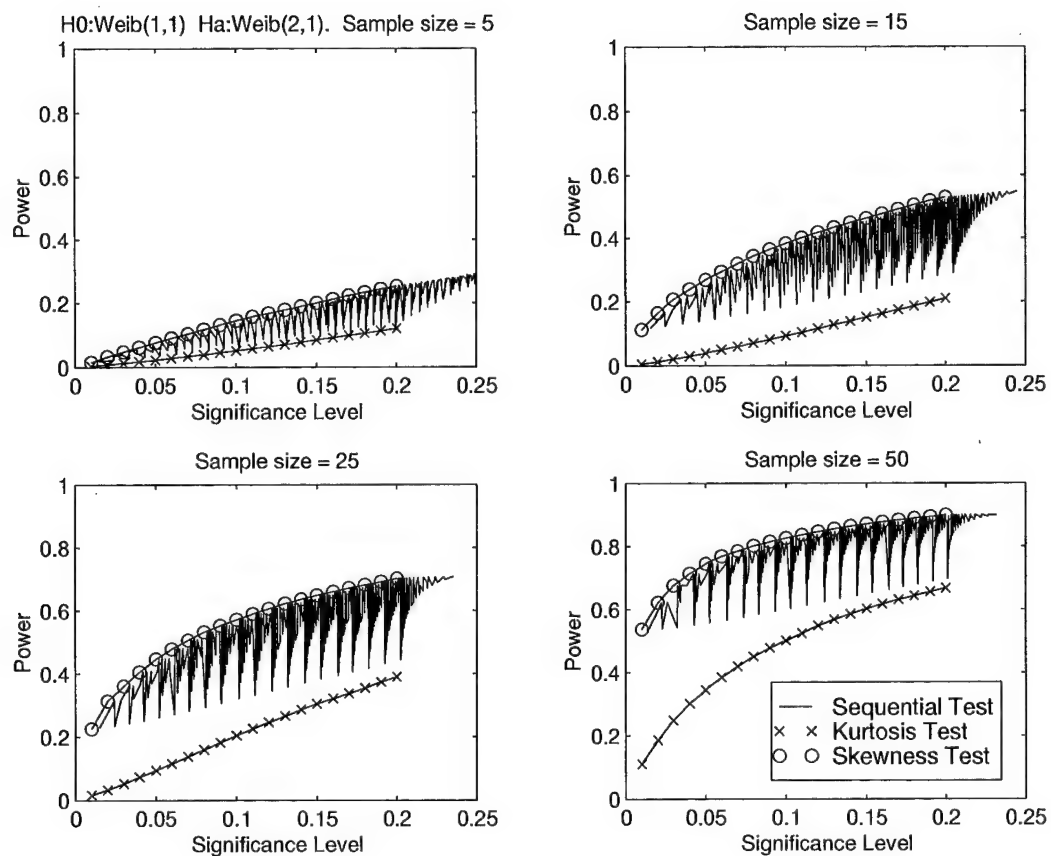 H0:Weib(1,1) Ha:Weib(2,1). Sample size = 5
1
0.8
0.6
0.4
0.2
0
Power
0 0.05 0.1 0.15 0.2 0.25
Significance Level
Sample size = 15
1
0.8
0.6
0.4
0.2
0
Power
0 0.05 0.1 0.15 0.2 0.25
Significance Level
Sample size = 25
1
0.8
0.6
0.4
0.2
0
Power
0 0.05 0.1 0.15 0.2 0.25
Significance Level
Sample size = 50
1
0.8
0.6
0.4
0.2
0
Power
0 0.05 0.1 0.15 0.2 0.25
Significance Level
Sequential Test
Kurtosis Test
Skewness Test